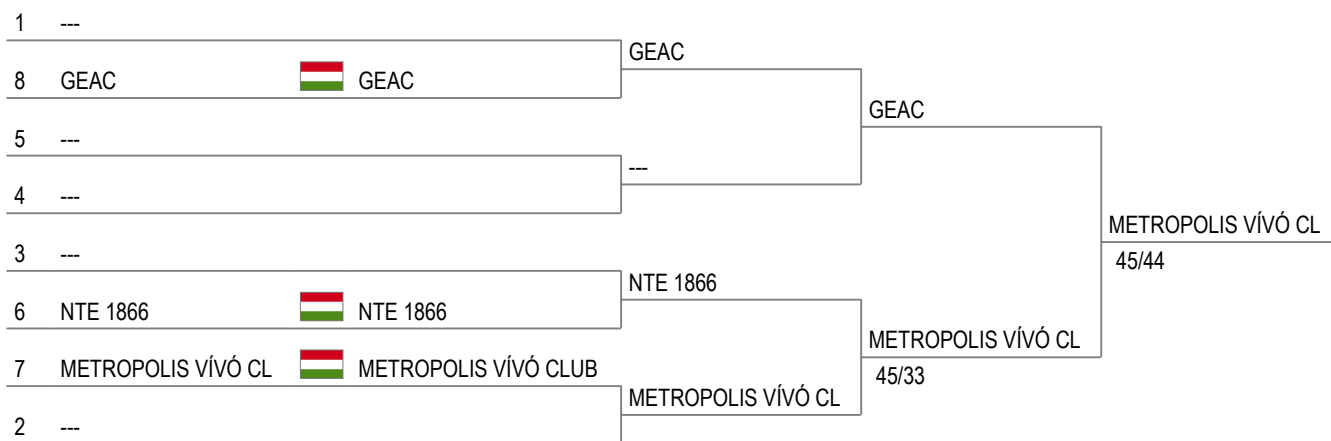 1 ---
GEAC
8 GEAC GEAC
GEAC
5 ---
---
4 ---
METROPOLIS VÍVÓ CL
3 ---
45/44
NTE 1866
6 NTE 1866 NTE 1866
METROPOLIS VÍVÓ CL
7 METROPOLIS VÍVÓ CL METROPOLIS VÍVÓ CLUB
45/33
METROPOLIS VÍVÓ CL
2 ---